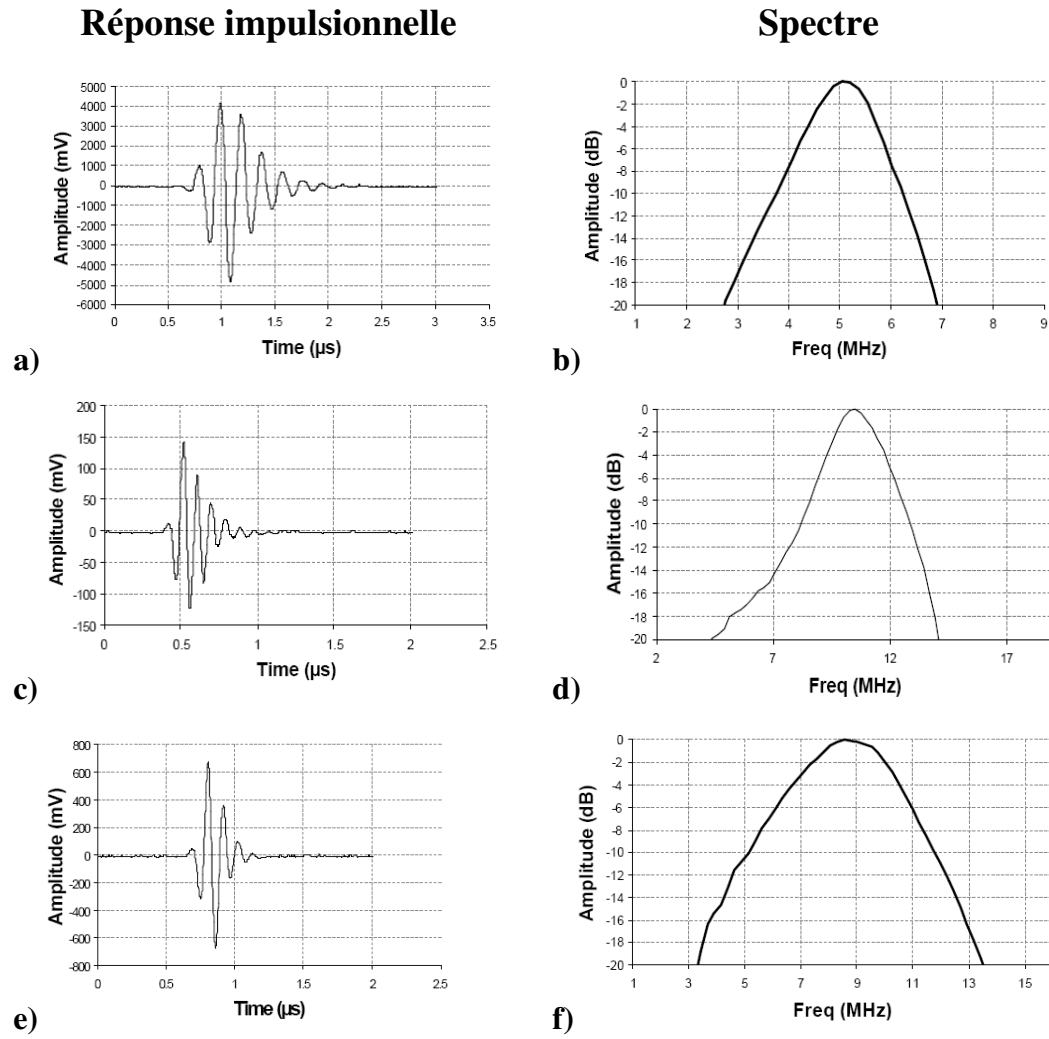 Réponse impulsionnelle
Spectre
5000
4000
3000
2000
1000
0
-1000
-2000
-3000
-4000
-5000
-6000
Amplitude (mV)
0 0.5 1 1.5 2 2.5 3 3.5
Time (µs)
a)
0
-2
-4
-6
-8
-10
-12
-14
-16
-18
-20
Amplitude (dB)
1 2 3 4 5 6 7 8 9
Freq (MHz)
b)
200
150
100
50
0
-50
-100
-150
Amplitude (mV)
0 0.5 1 1.5 2 2.5
Time (µs)
c)
0
-2
-4
-6
-8
-10
-12
-14
-16
-18
-20
Amplitude (dB)
2 7 12 17
Freq (MHz)
d)
800
600
400
200
0
-200
-400
-600
-800
Amplitude (mV)
0 0.5 1 1.5 2 2.5
Time (µs)
e)
0
-2
-4
-6
-8
-10
-12
-14
-16
-18
-20
Amplitude (dB)
1 3 5 7 9 11 13 15
Freq (MHz)
f)